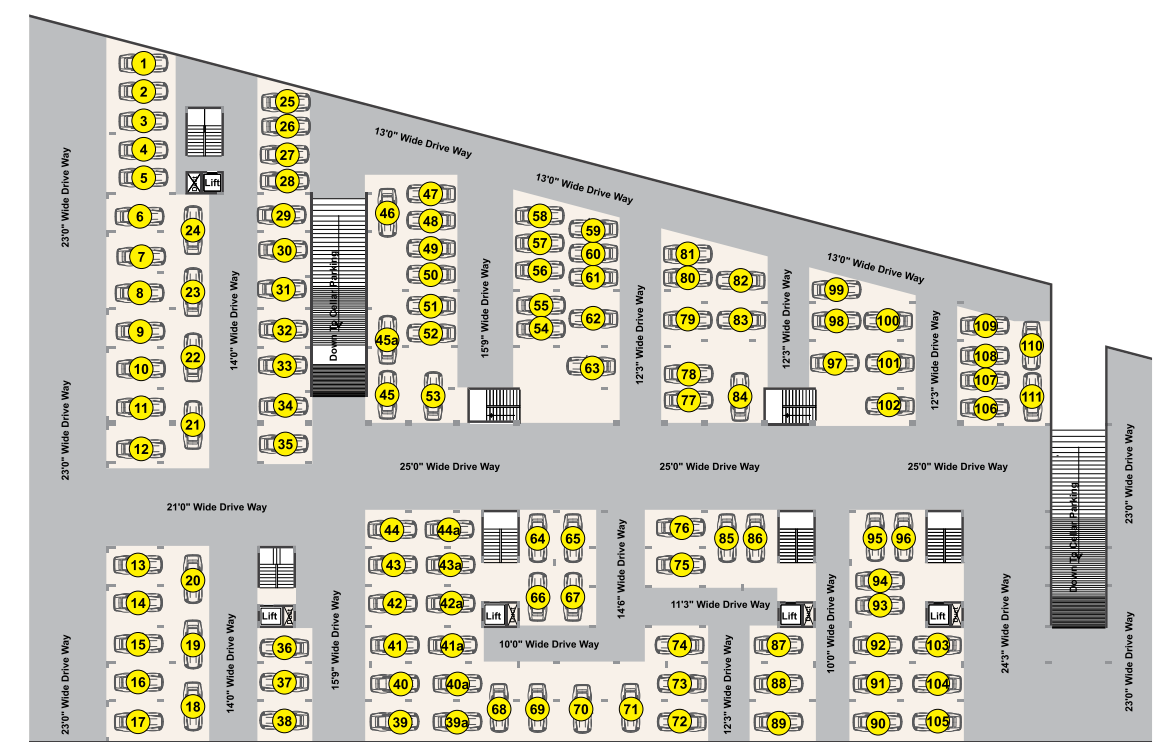 1
2
3
4
5
6
7
8
9
10
11
12
24
23
22
21
Lift
Duct
25
26
27
28
29
30
31
32
33
34
35
23'0" Wide Drive Way
23'0" Wide Drive Way
14'0" Wide Drive Way
Down To Cellar Parking
13'0" Wide Drive Way
46
47
48
49
50
51
52
45a
45
53
15'9" Wide Drive Way
13'0" Wide Drive Way
58
57
56
55
54
59
60
61
62
63
12'3" Wide Drive Way
81
80
79
78
77
82
83
84
12'3" Wide Drive Way
13'0" Wide Drive Way
99
98
97
100
101
102
12'3" Wide Drive Way
109
108
107
106
110
111
25'0" Wide Drive Way
25'0" Wide Drive Way
25'0" Wide Drive Way
21'0" Wide Drive Way
23'0" Wide Drive Way
Down To Cellar Parking
13
14
15
16
17
20
19
18
23'0" Wide Drive Way
14'0" Wide Drive Way
Lift
Duct
36
37
38
15'9" Wide Drive Way
44
43
42
41
40
39
44a
43a
42a
41a
40a
39a
Lift
Duct
64
65
66
67
10'0" Wide Drive Way
68
69
70
71
14'6" Wide Drive Way
76
75
85
86
11'3" Wide Drive Way
74
73
72
12'3" Wide Drive Way
Lift
Duct
87
88
89
10'0" Wide Drive Way
95
96
94
93
92
91
90
Lift
Duct
103
104
105
24'3" Wide Drive Way
23'0" Wide Drive Way